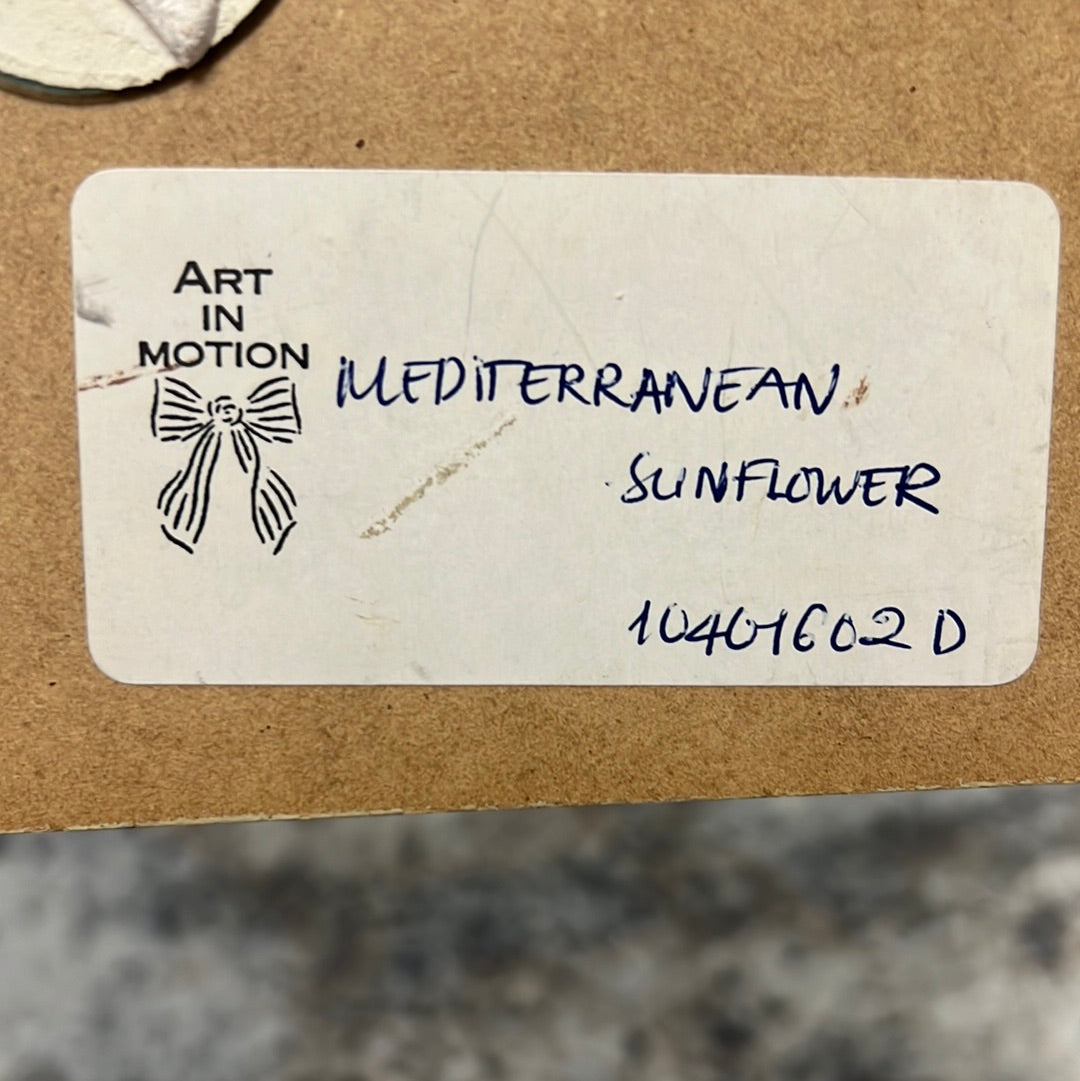 ART
IN
MOTION
MEDITERRANEAN
SUNFLOWER
10401602 D